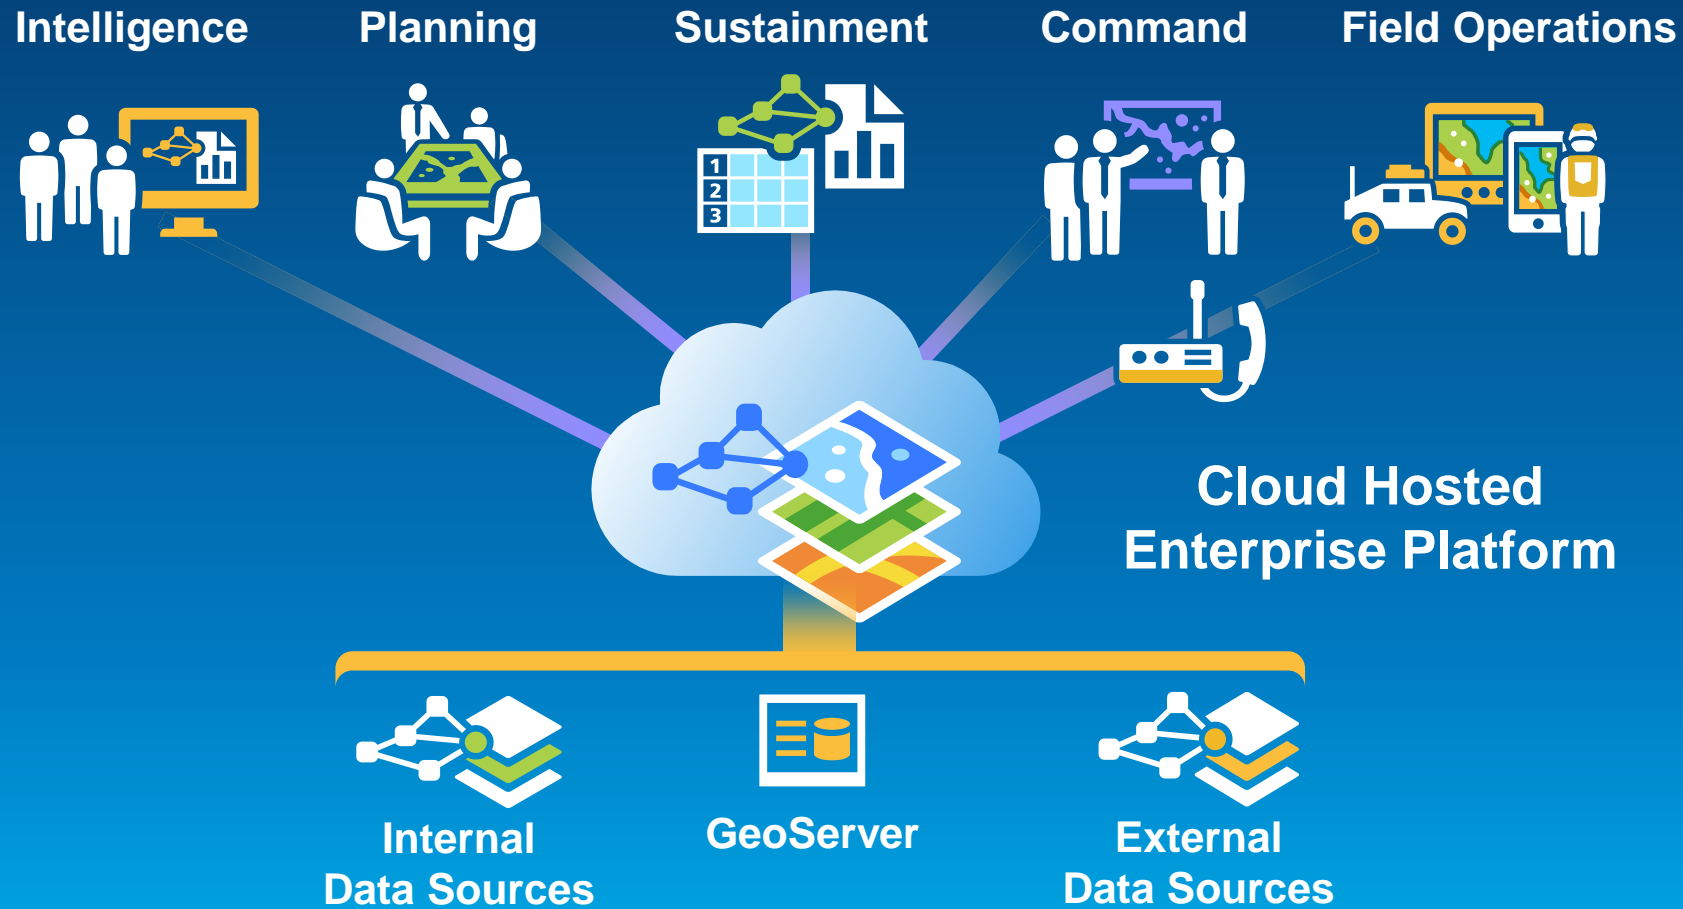 Intelligence
Planning
Sustainment
Command
Field Operations
1
2
3
Cloud Hosted
Enterprise Platform
Internal
Data Sources
GeoServer
External
Data Sources